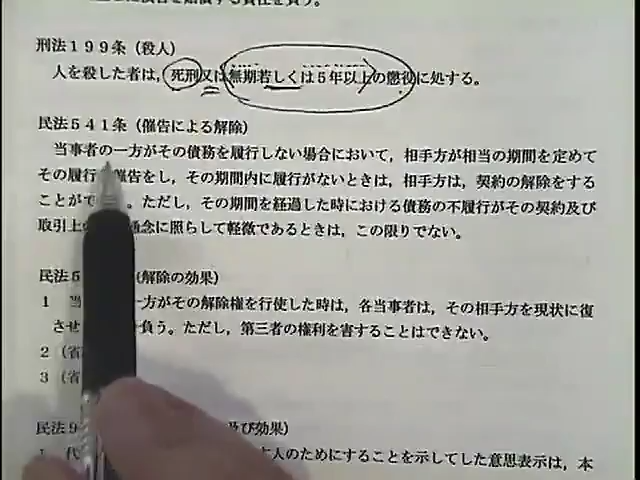 を負う。
刑法１９９条（殺人）
人を殺した者は，死刑又は無期若しくは５年以上の懲役に処する。
民法５４１条（催告による解除）
当事者の一方がその債務を履行しない場合において，相手方が相当の期間を定めて
その履行 催告をし，その期間内に履行がないときは，相手方は，契約の解除をする
ことがで 。ただし，その期間を経過した時における債務の不履行がその契約及び
取引上 通念に照らして軽微であるときは，この限りでない。
民法５ （解除の効果）
１ 当 一方がその解除権を行使した時は，各当事者は，その相手方を現状に復
させ 負う。ただし，第三者の権利を害することはできない。
２（省
３（省
民法９ 及び効果）
１ 代 人のためにすることを示してした意思表示は，本